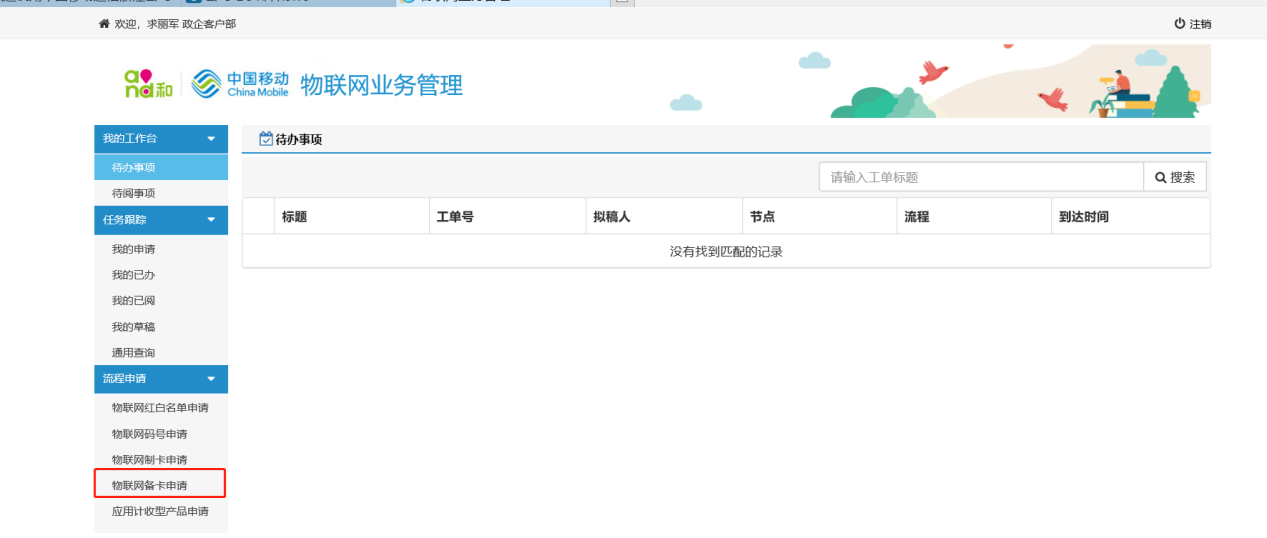 欢迎，求丽军 政企客户部
注销
and和
中国移动
China Mobile
物联网业务管理
我的工作台
待办事项
待阅事项
任务跟踪
我的申请
我的已办
我的已阅
我的草稿
通用查询
流程申请
物联网红白名单申请
物联网码号申请
物联网制卡申请
物联网备卡申请
应用计收型产品申请
待办事项
请输入工单标题
搜索
标题 工单号 拟稿人 节点 流程 到达时间
没有找到匹配的记录